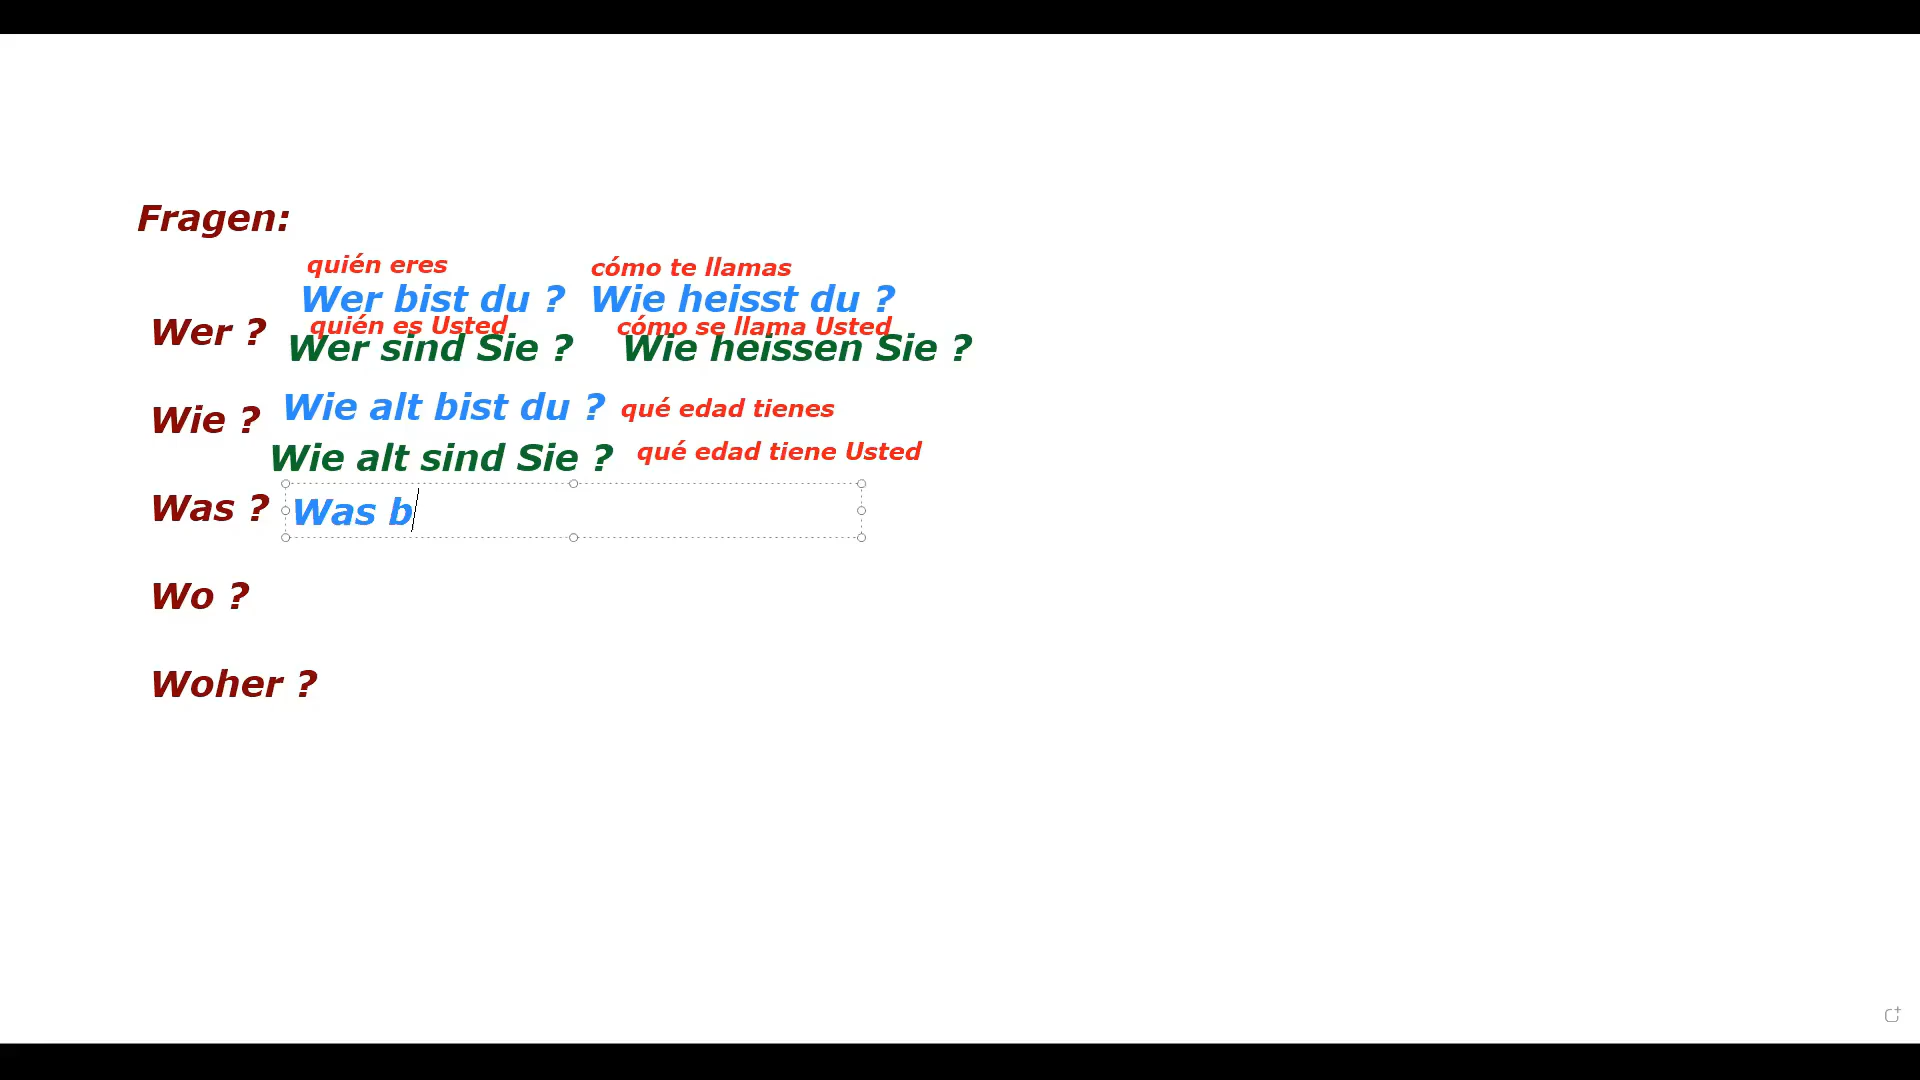 Fragen:
quién eres cómo te llamas
Wer bist du ? Wie heisst du ?
Wer ?
quién es Usted cómo se llama Usted
Wer sind Sie ? Wie heissen Sie ?
Wie ? Wie alt bist du ? qué edad tienes
Wie alt sind Sie ? qué edad tiene Usted
Was ? Was b
Wo ?
Woher ?